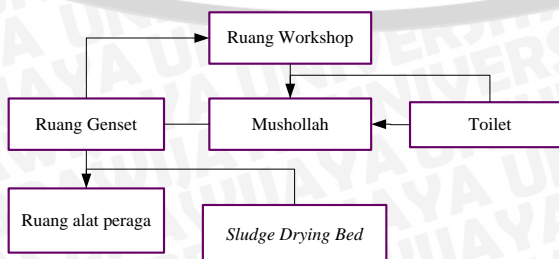 Ruang Workshop
Ruang Genset
Mushollah
Toilet
Ruang alat peraga
Sludge Drying Bed